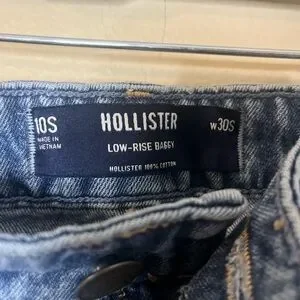 10S HOLLISTER W30S
MADE IN
VIETNAM
LOW-RISE BAGGY
HOLLISTER 100% COTTON